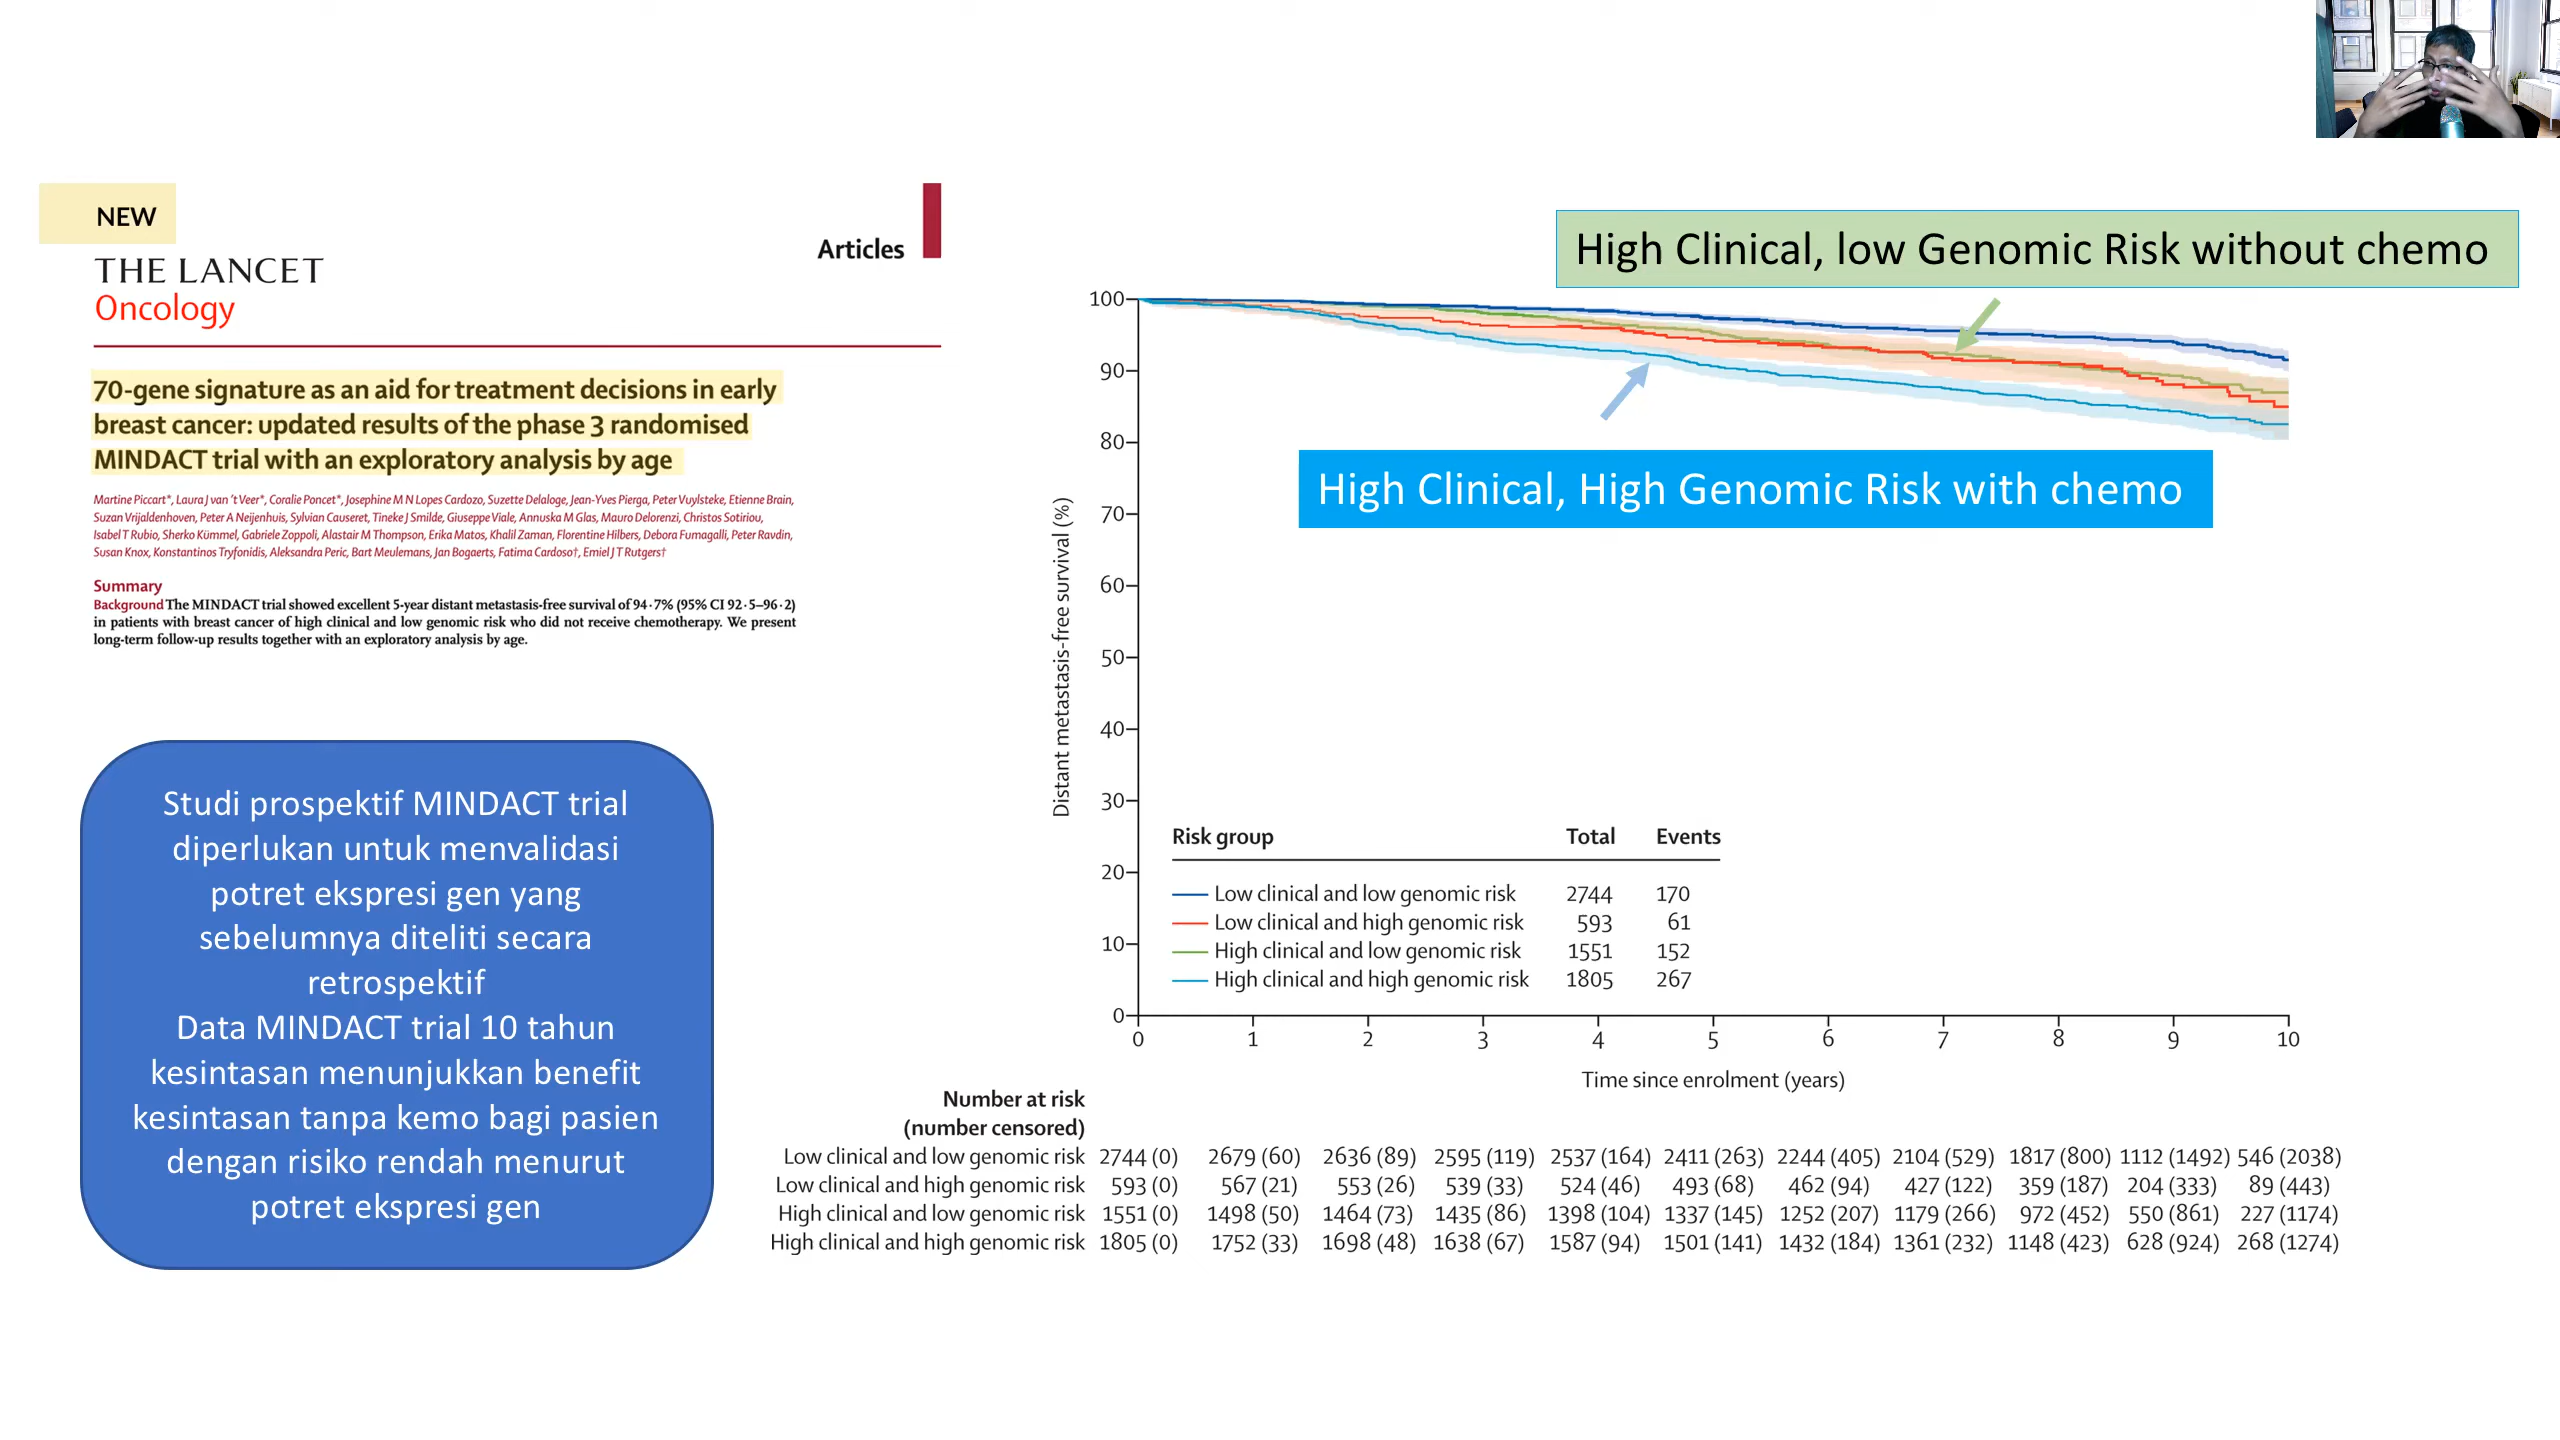 NEW
THE LANCET
Oncology
Articles
70-gene signature as an aid for treatment decisions in early
breast cancer: updated results of the phase 3 randomised
MINDACT trial with an exploratory analysis by age
Martine Piccart*, Laura J van 't Veer*, Coralie Poncet*, Josephine M N Lopes Cardozo, Suzette Delaloge, Jean-Yves Pierga, Peter Vuylsteke, Etienne Brain,
Suzan Vrijaldenhoven, Peter A Neijenhuis, Sylvian Causeret, Tineke J Smilde, Giuseppe Viale, Annuska M Glas, Mauro Delorenzi, Christos Sotiriou,
Isabel T Rubio, Sherko Kümmel, Gabriele Zoppoli, Alastair M Thompson, Erika Matos, Khalil Zaman, Florentine Hilbers, Debora Fumagalli, Peter Ravdin,
Susan Knox, Konstantinos Tryfonidis, Aleksandra Peric, Bart Meulemans, Jan Bogaerts, Fatima Cardoso†, Emiel J T Rutgers†
Summary
Background The MINDACT trial showed excellent 5-year distant metastasis-free survival of 94·7% (95% CI 92·5–96·2)
in patients with breast cancer of high clinical and low genomic risk who did not receive chemotherapy. We present
long-term follow-up results together with an exploratory analysis by age.
Studi prospektif MINDACT trial
diperlukan untuk menvalidasi
potret ekspresi gen yang
sebelumnya diteliti secara
retrospektif
Data MINDACT trial 10 tahun
kesintasan menunjukkan benefit
kesintasan tanpa kemo bagi pasien
dengan risiko rendah menurut
potret ekspresi gen
High Clinical, low Genomic Risk without chemo
High Clinical, High Genomic Risk with chemo
Distant metastasis-free survival (%)
100
90
80
70
60
50
40
30
20
10
0
Risk group Total Events
Low clinical and low genomic risk 2744 170
Low clinical and high genomic risk 593 61
High clinical and low genomic risk 1551 152
High clinical and high genomic risk 1805 267
0 1 2 3 4 5 6 7 8 9 10
Time since enrolment (years)
Number at risk
(number censored)
Low clinical and low genomic risk 2744 (0) 2679 (60) 2636 (89) 2595 (119) 2537 (164) 2411 (263) 2244 (405) 2104 (529) 1817 (800) 1112 (1492) 546 (2038)
Low clinical and high genomic risk 593 (0) 567 (21) 553 (26) 539 (33) 524 (46) 493 (68) 462 (94) 427 (122) 359 (187) 204 (333) 89 (443)
High clinical and low genomic risk 1551 (0) 1498 (50) 1464 (73) 1435 (86) 1398 (104) 1337 (145) 1252 (207) 1179 (266) 972 (452) 550 (861) 227 (1174)
High clinical and high genomic risk 1805 (0) 1752 (33) 1698 (48) 1638 (67) 1587 (94) 1501 (141) 1432 (184) 1361 (232) 1148 (423) 628 (924) 268 (1274)